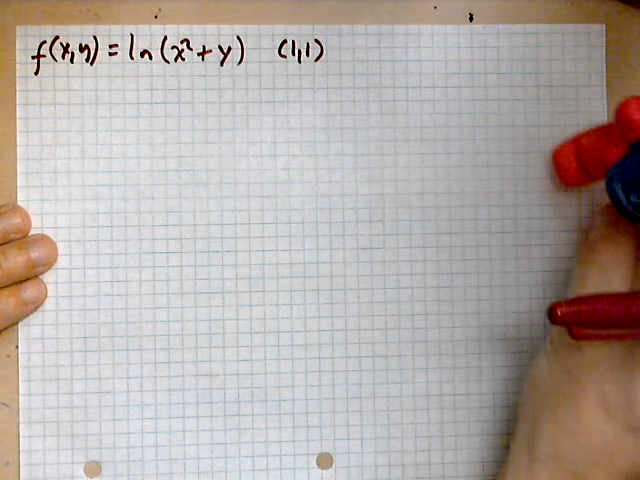 f(x,y) = ln(x²+y) (1,1)